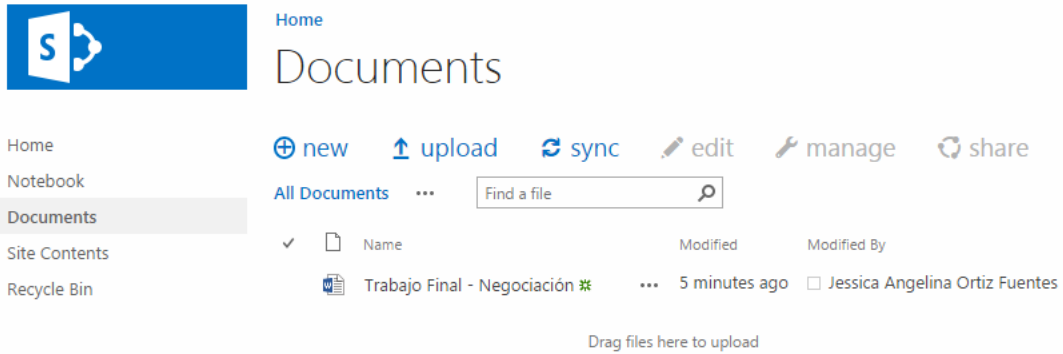 S
Home
Documents
Home
Notebook
Documents
Site Contents
Recycle Bin
new upload sync edit manage share
All Documents ••• Find a file
Name Modified Modified By
Trabajo Final - Negociación ••• 5 minutes ago Jessica Angelina Ortiz Fuentes
Drag files here to upload